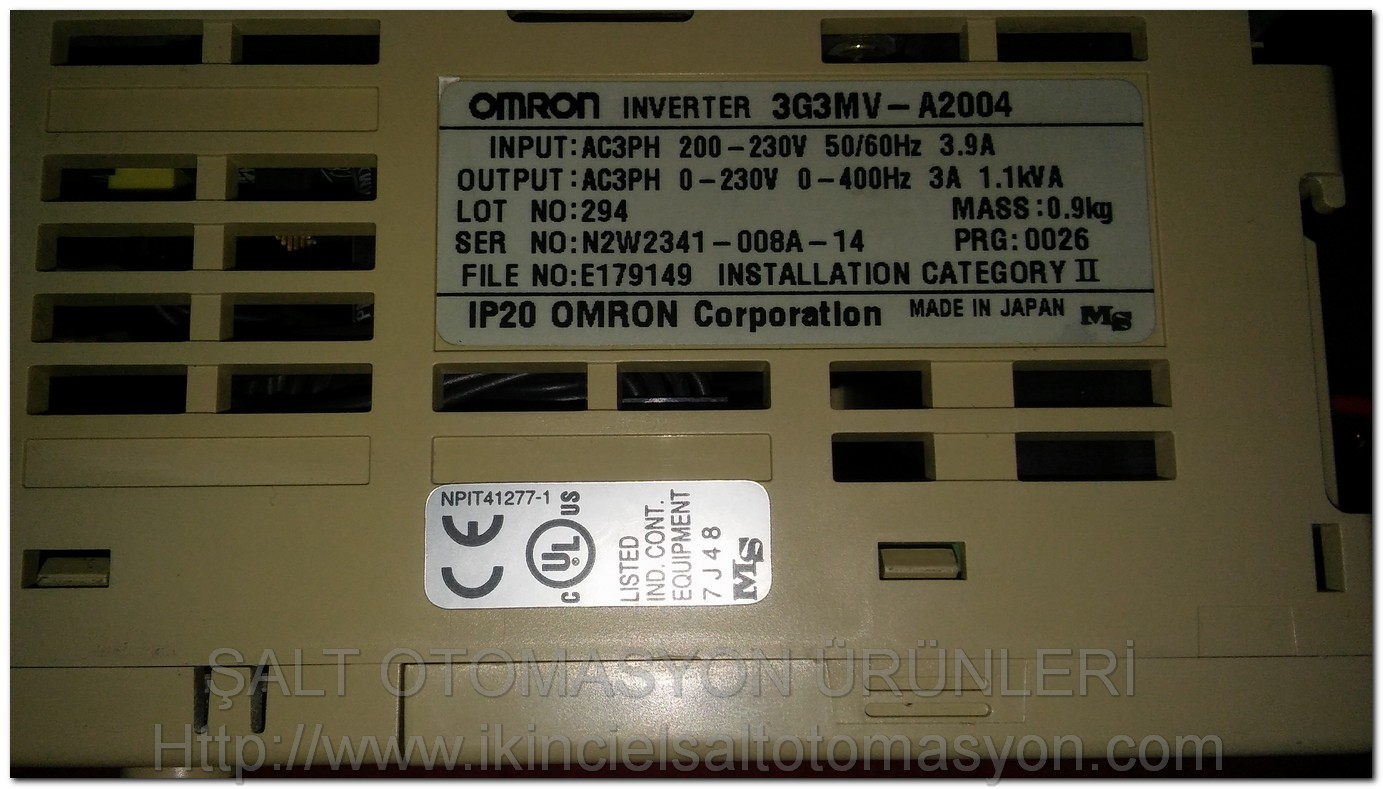 OMRON INVERTER 3G3MV-A2004
INPUT:AC3PH 200-230V 50/60Hz 3.9A
OUTPUT:AC3PH 0-230V 0-400Hz 3A 1.1kVA
LOT NO:294 MASS:0.9kg
SER NO:N2W2341-008A-14 PRG:0026
FILE NO:E179149 INSTALLATION CATEGORY II
IP20 OMRON Corporation MADE IN JAPAN MS
NPIT41277-1
CE
C UL US
LISTED
IND. CONT.
EQUIPMENT
7J48
MS
ŞALT OTOMASYON ÜRÜNLERİ
Http://www.ikincielsaltotomasyon.com